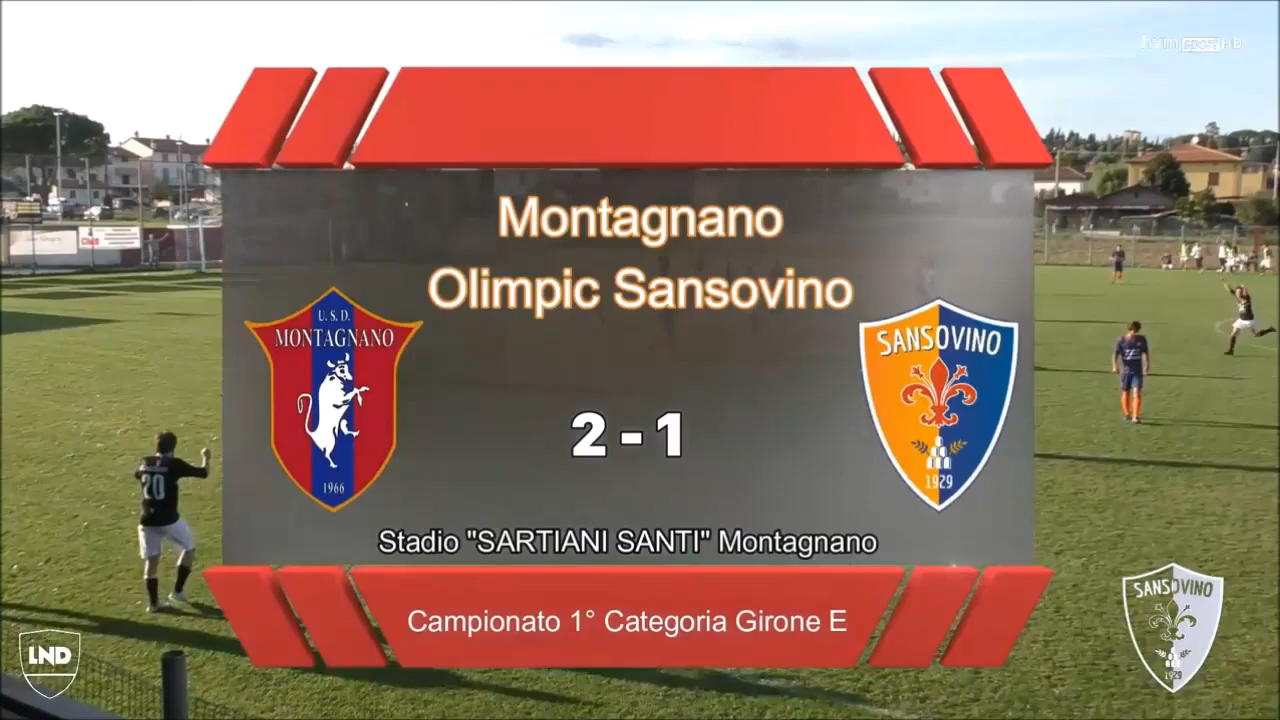 Montagnano
Olimpic Sansovino
U. S. D.
MONTAGNANO
1966
SANSOVINO
1929
2 - 1
Stadio "SARTIANI SANTI" Montagnano
Campionato 1° Categoria Girone E
20
LND
SANSOVINO
1929